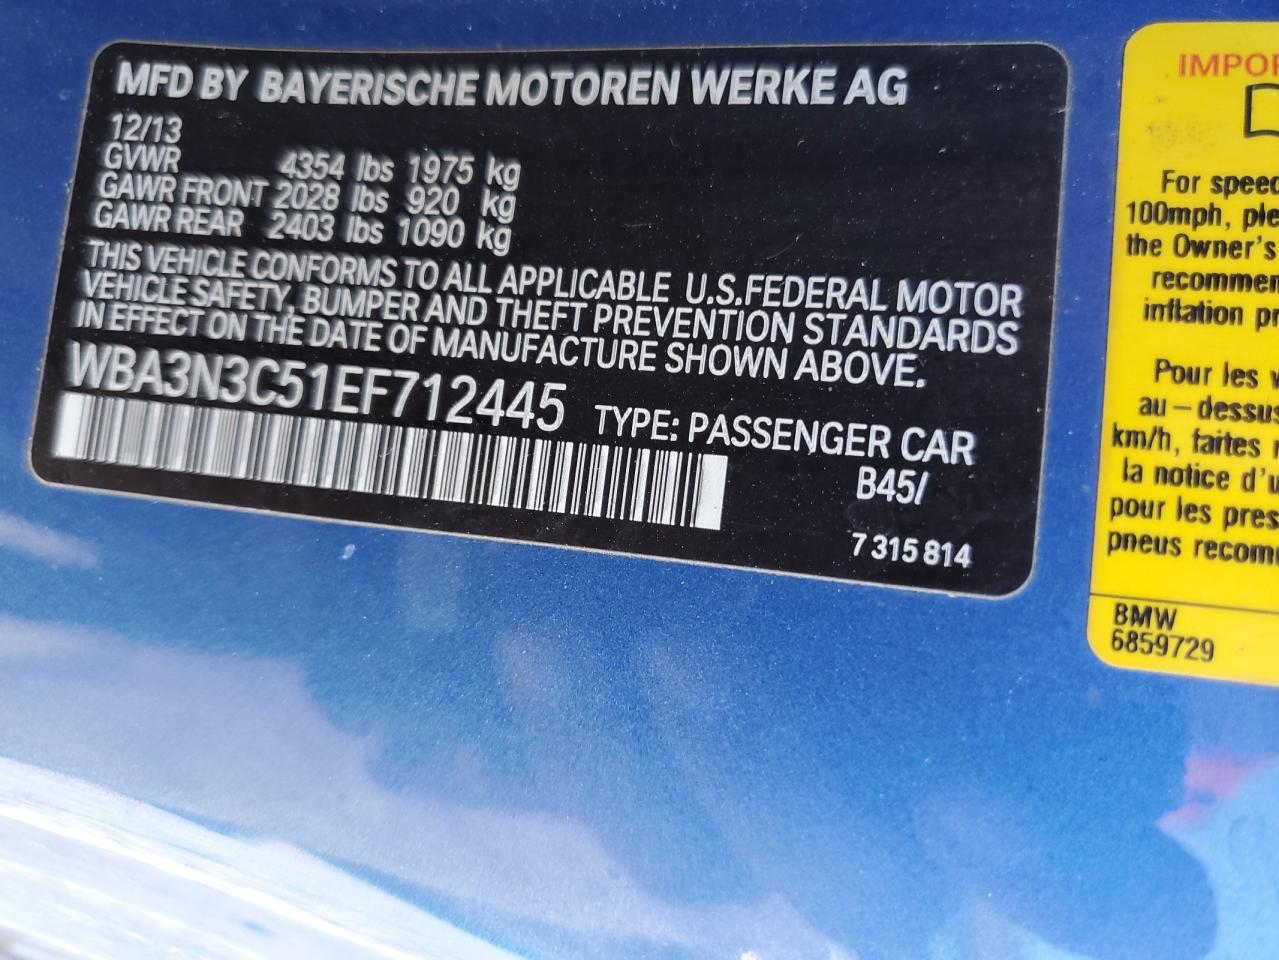 MFD BY BAYERISCHE MOTOREN WERKE AG
12/13
GVWR 4354 lbs 1975 kg
GAWR FRONT 2028 lbs 920 kg
GAWR REAR 2403 lbs 1090 kg
THIS VEHICLE CONFORMS TO ALL APPLICABLE U.S.FEDERAL MOTOR
VEHICLE SAFETY, BUMPER AND THEFT PREVENTION STANDARDS
IN EFFECT ON THE DATE OF MANUFACTURE SHOWN ABOVE.
WBA3N3C51EF712445 TYPE: PASSENGER CAR
B45/
7 315 814
IMPOR
For speed
100mph, ple
the Owner's
recommen
inflation pr
Pour les v
au-dessus
km/h, faites r
la notice d'u
pour les pres
pneus recom
BMW
6859729